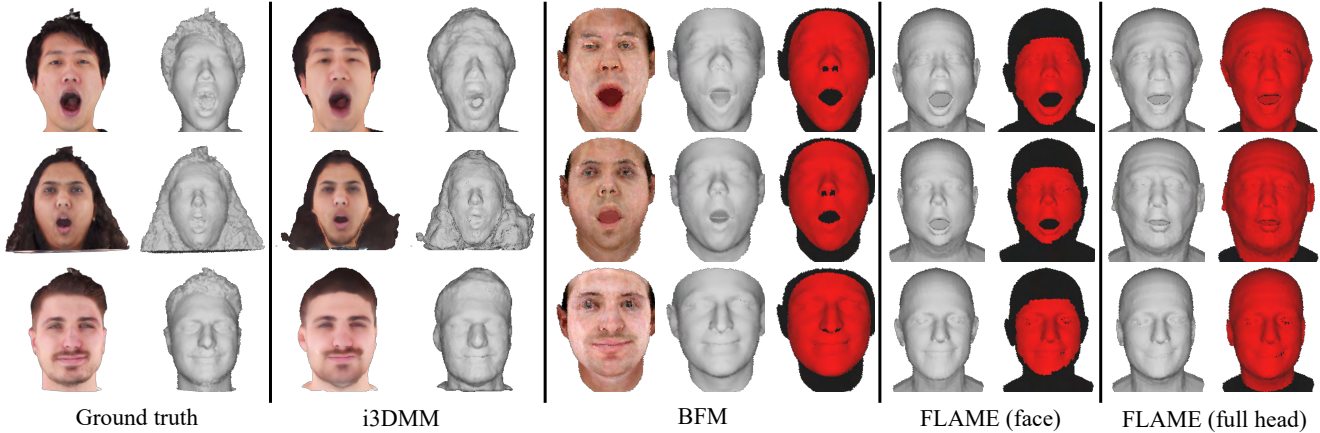 Ground truth
i3DMM
BFM
FLAME (face)
FLAME (full head)